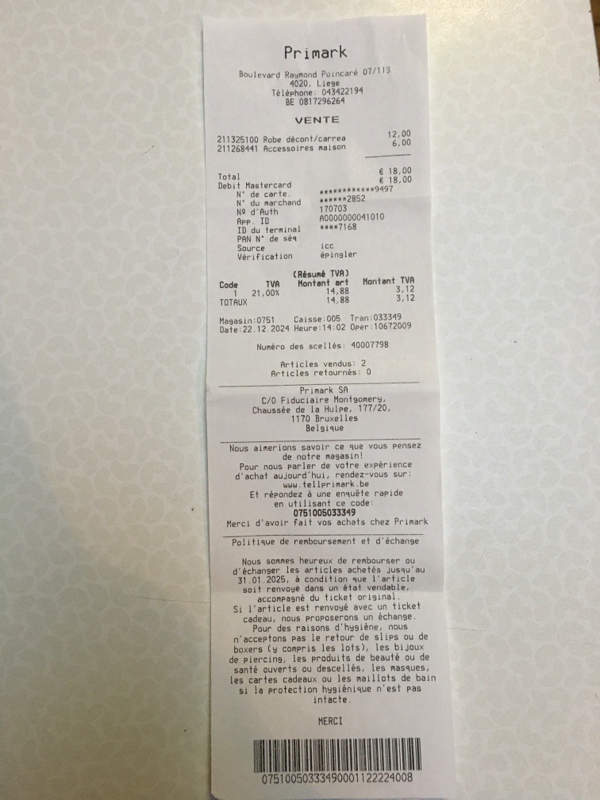 Primark
Boulevard Raymond Poincaré 07/113
4020, Liege
Téléphone: 043422194
BE 0817296264
VENTE
211325100 Robe décont/carrea 12,00
211268441 Accessoires maison 6,00
Total € 18,00
Debit Mastercard € 18,00
N° de carte. ************9497
N° du marchand ******2852
Nº d'Auth 170703
App. ID A0000000041010
ID du terminal ****7168
PAN N° de séq
Source icc
Vérification épingler
(Résumé TVA)
Code TVA Montant art Montant TVA
1 21,00% 14,88 3,12
TOTAUX 14,88 3,12
Magasin:0751 Caisse:005 Tran:033349
Date:22.12.2024 Heure:14:02 Oper:10672009
Numéro des scellés: 40007798
Articles vendus: 2
Articles retournés: 0
Primark SA
C/O Fiduciaire Montgomery,
Chaussée de la Hulpe, 177/20,
1170 Bruxelles
Belgique
Nous aimerions savoir ce que vous pensez
de notre magasin!
Pour nous parler de votre expérience
d'achat aujourd'hui, rendez-vous sur:
www.tellprimark.be
Et répondez à une enquête rapide
en utilisant ce code:
0751005033349
Merci d'avoir fait vos achats chez Primark
Politique de remboursement et d'échange
Nous sommes heureux de rembourser ou
d'échanger les articles achetés jusqu'au
31.01.2025, à condition que l'article
soit renvoyé dans un état vendable,
accompagné du ticket original.
Si l'article est renvoyé avec un ticket
cadeau, nous proposerons un échange.
Pour des raisons d'hygiène, nous
n'acceptons pas le retour de slips ou de
boxers (y compris les lots), les bijoux
de piercing, les produits de beauté ou de
santé ouverts ou descellés, les masques,
les cartes cadeaux ou les maillots de bain
si la protection hygiénique n'est pas
intacte.
MERCI
07510050333490001122224008